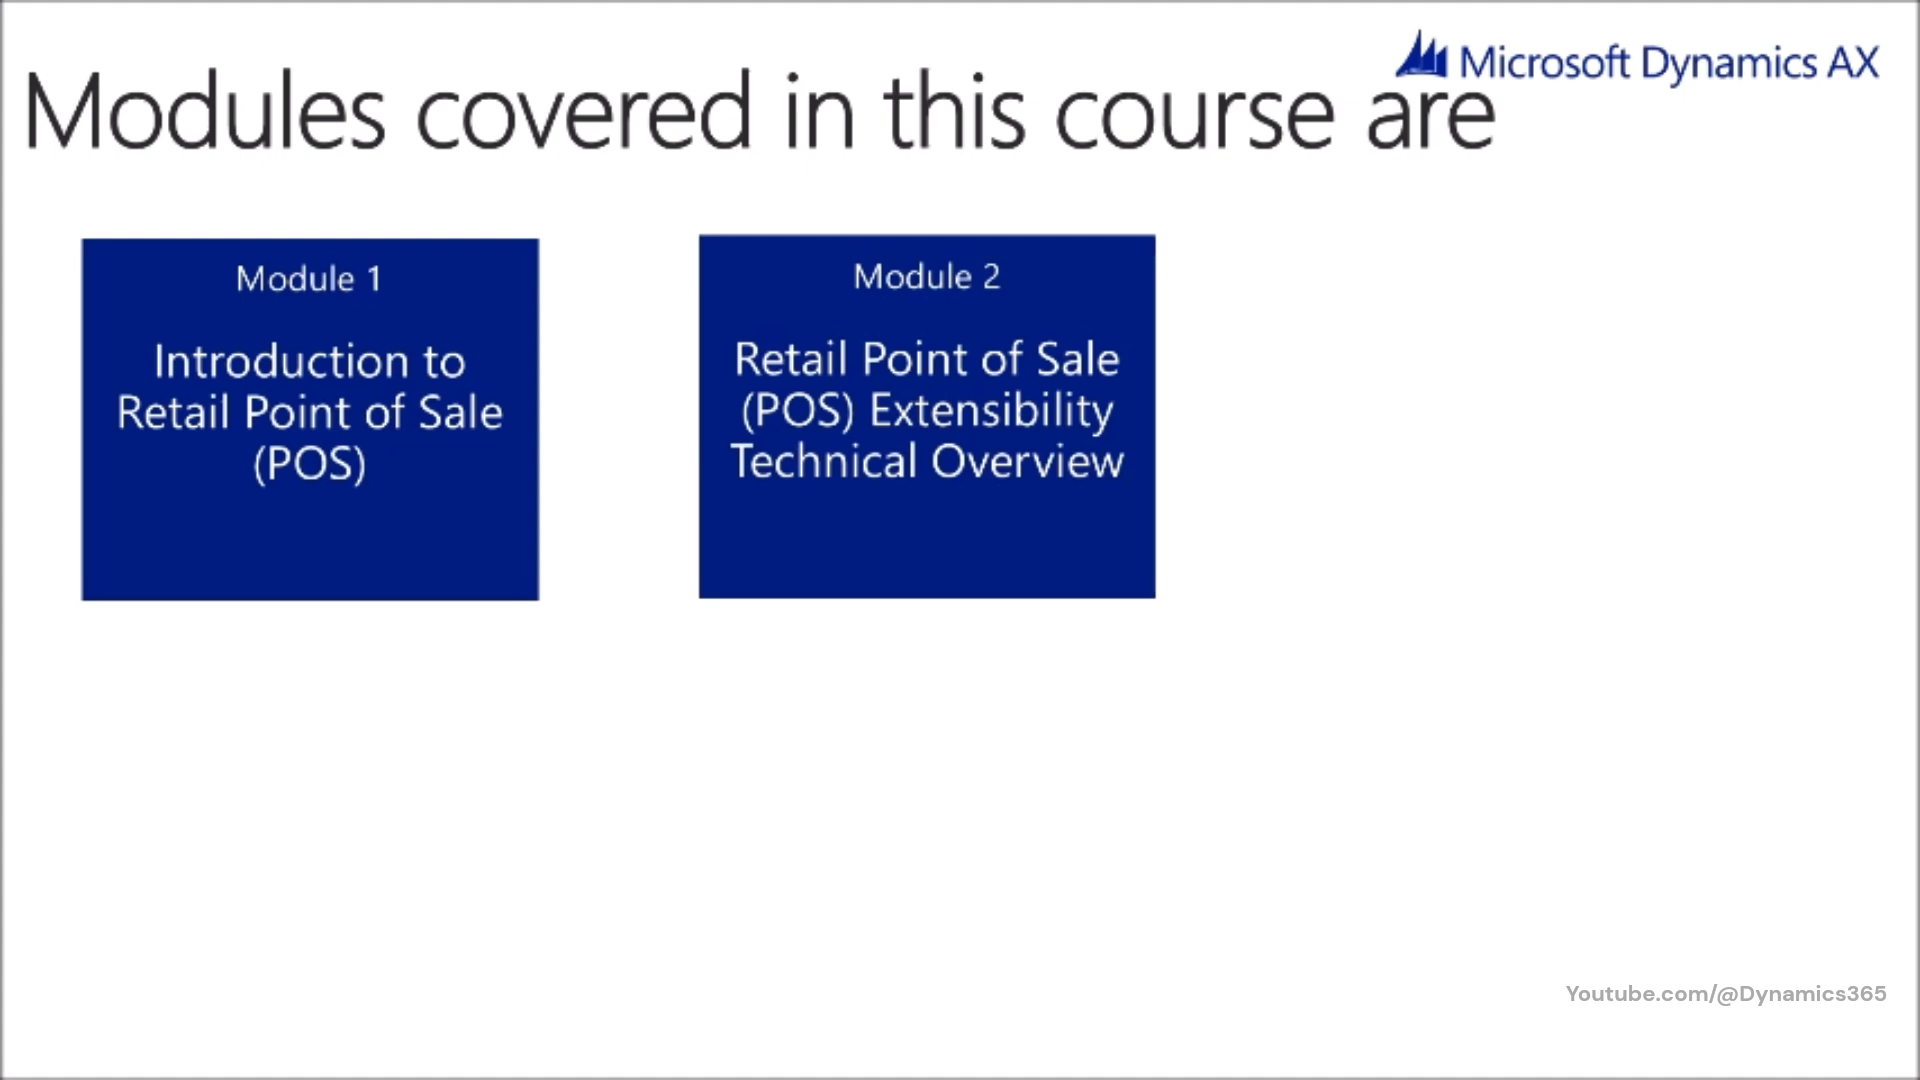 Microsoft Dynamics AX
Modules covered in this course are
Module 1
Introduction to
Retail Point of Sale
(POS)
Module 2
Retail Point of Sale
(POS) Extensibility
Technical Overview
Youtube.com/@Dynamics365